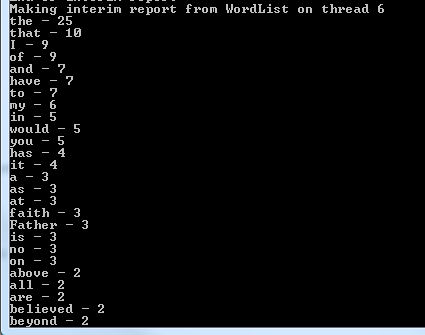 Making interim report from WordList on thread 6
the - 25
that - 10
I - 9
of - 9
and - 7
have - 7
to - 7
my - 6
in - 5
would - 5
you - 5
has - 4
it - 4
a - 3
as - 3
at - 3
faith - 3
Father - 3
is - 3
no - 3
on - 3
above - 2
all - 2
are - 2
believed - 2
beyond - 2